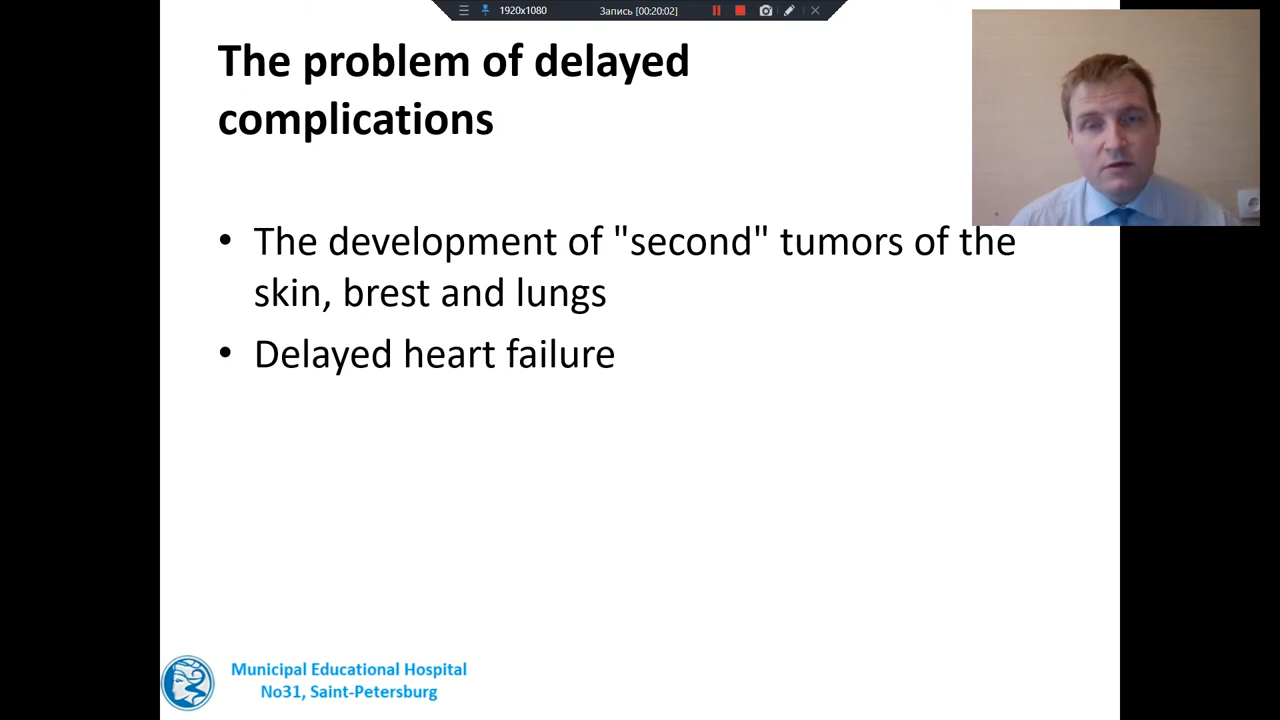 1920x1080
Запись [00:20:02]
The problem of delayed
complications
• The development of "second" tumors of the
skin, brest and lungs
• Delayed heart failure
Municipal Educational Hospital
No31, Saint-Petersburg